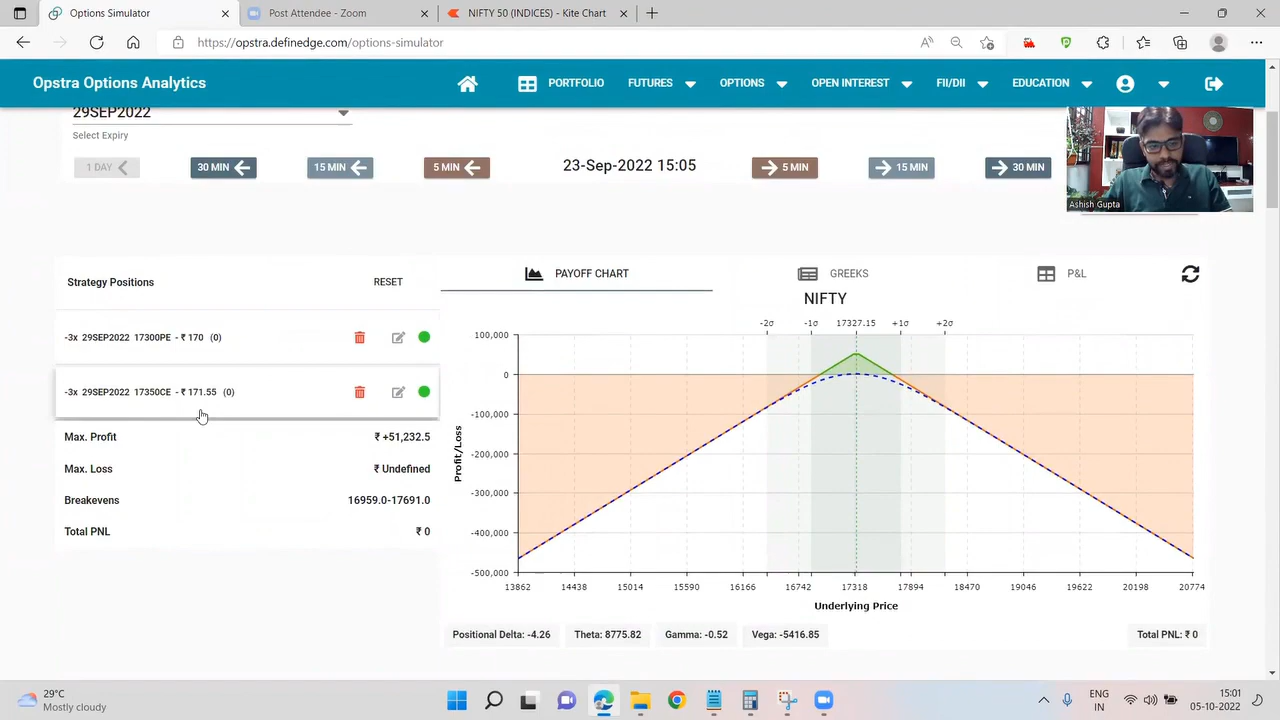 Options Simulator
Post Attendee - Zoom
NIFTY 50 (INDICES) - Kite Chart
https://opstra.definedge.com/options-simulator
Opstra Options Analytics
PORTFOLIO FUTURES OPTIONS OPEN INTEREST FII/DII EDUCATION
29SEP2022
Select Expiry
1 DAY 30 MIN 15 MIN 5 MIN 23-Sep-2022 15:05 5 MIN 15 MIN 30 MIN
Ashish Gupta
Strategy Positions RESET
-3x 29SEP2022 17300PE - ₹ 170 (0)
-3x 29SEP2022 17350CE - ₹ 171.55 (0)
Max. Profit ₹ +51,232.5
Max. Loss ₹ Undefined
Breakevens 16959.0-17691.0
Total PNL ₹ 0
PAYOFF CHART GREEKS P&L
NIFTY
-2σ -1σ 17327.15 +1σ +2σ
100,000
0
-100,000
-200,000
-300,000
-400,000
-500,000
Profit/Loss
13862 14438 15014 15590 16166 16742 17318 17894 18470 19046 19622 20198 20774
Underlying Price
Positional Delta: -4.26 Theta: 8775.82 Gamma: -0.52 Vega: -5416.85 Total PNL: ₹ 0
29°C
Mostly cloudy
ENG
IN
15:01
05-10-2022